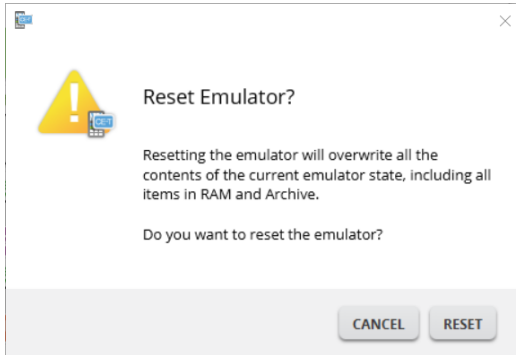 Reset Emulator?
Resetting the emulator will overwrite all the
contents of the current emulator state, including all
items in RAM and Archive.
Do you want to reset the emulator?
CANCEL RESET